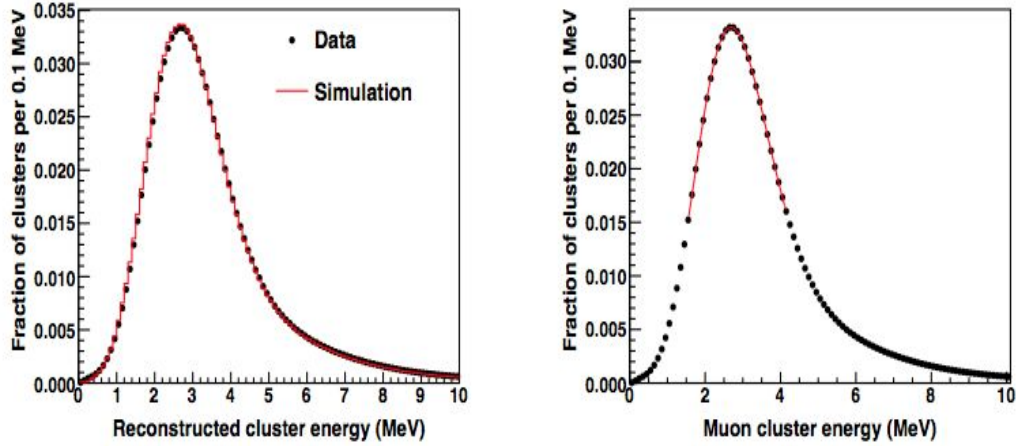 Fraction of clusters per 0.1 MeV
0.035
0.030
0.025
0.020
0.015
0.010
0.005
0.000
Data
Simulation
0 1 2 3 4 5 6 7 8 9 10
Reconstructed cluster energy (MeV)
Fraction of clusters per 0.1 MeV
0.030
0.025
0.020
0.015
0.010
0.005
0.000
0 2 4 6 8 10
Muon cluster energy (MeV)